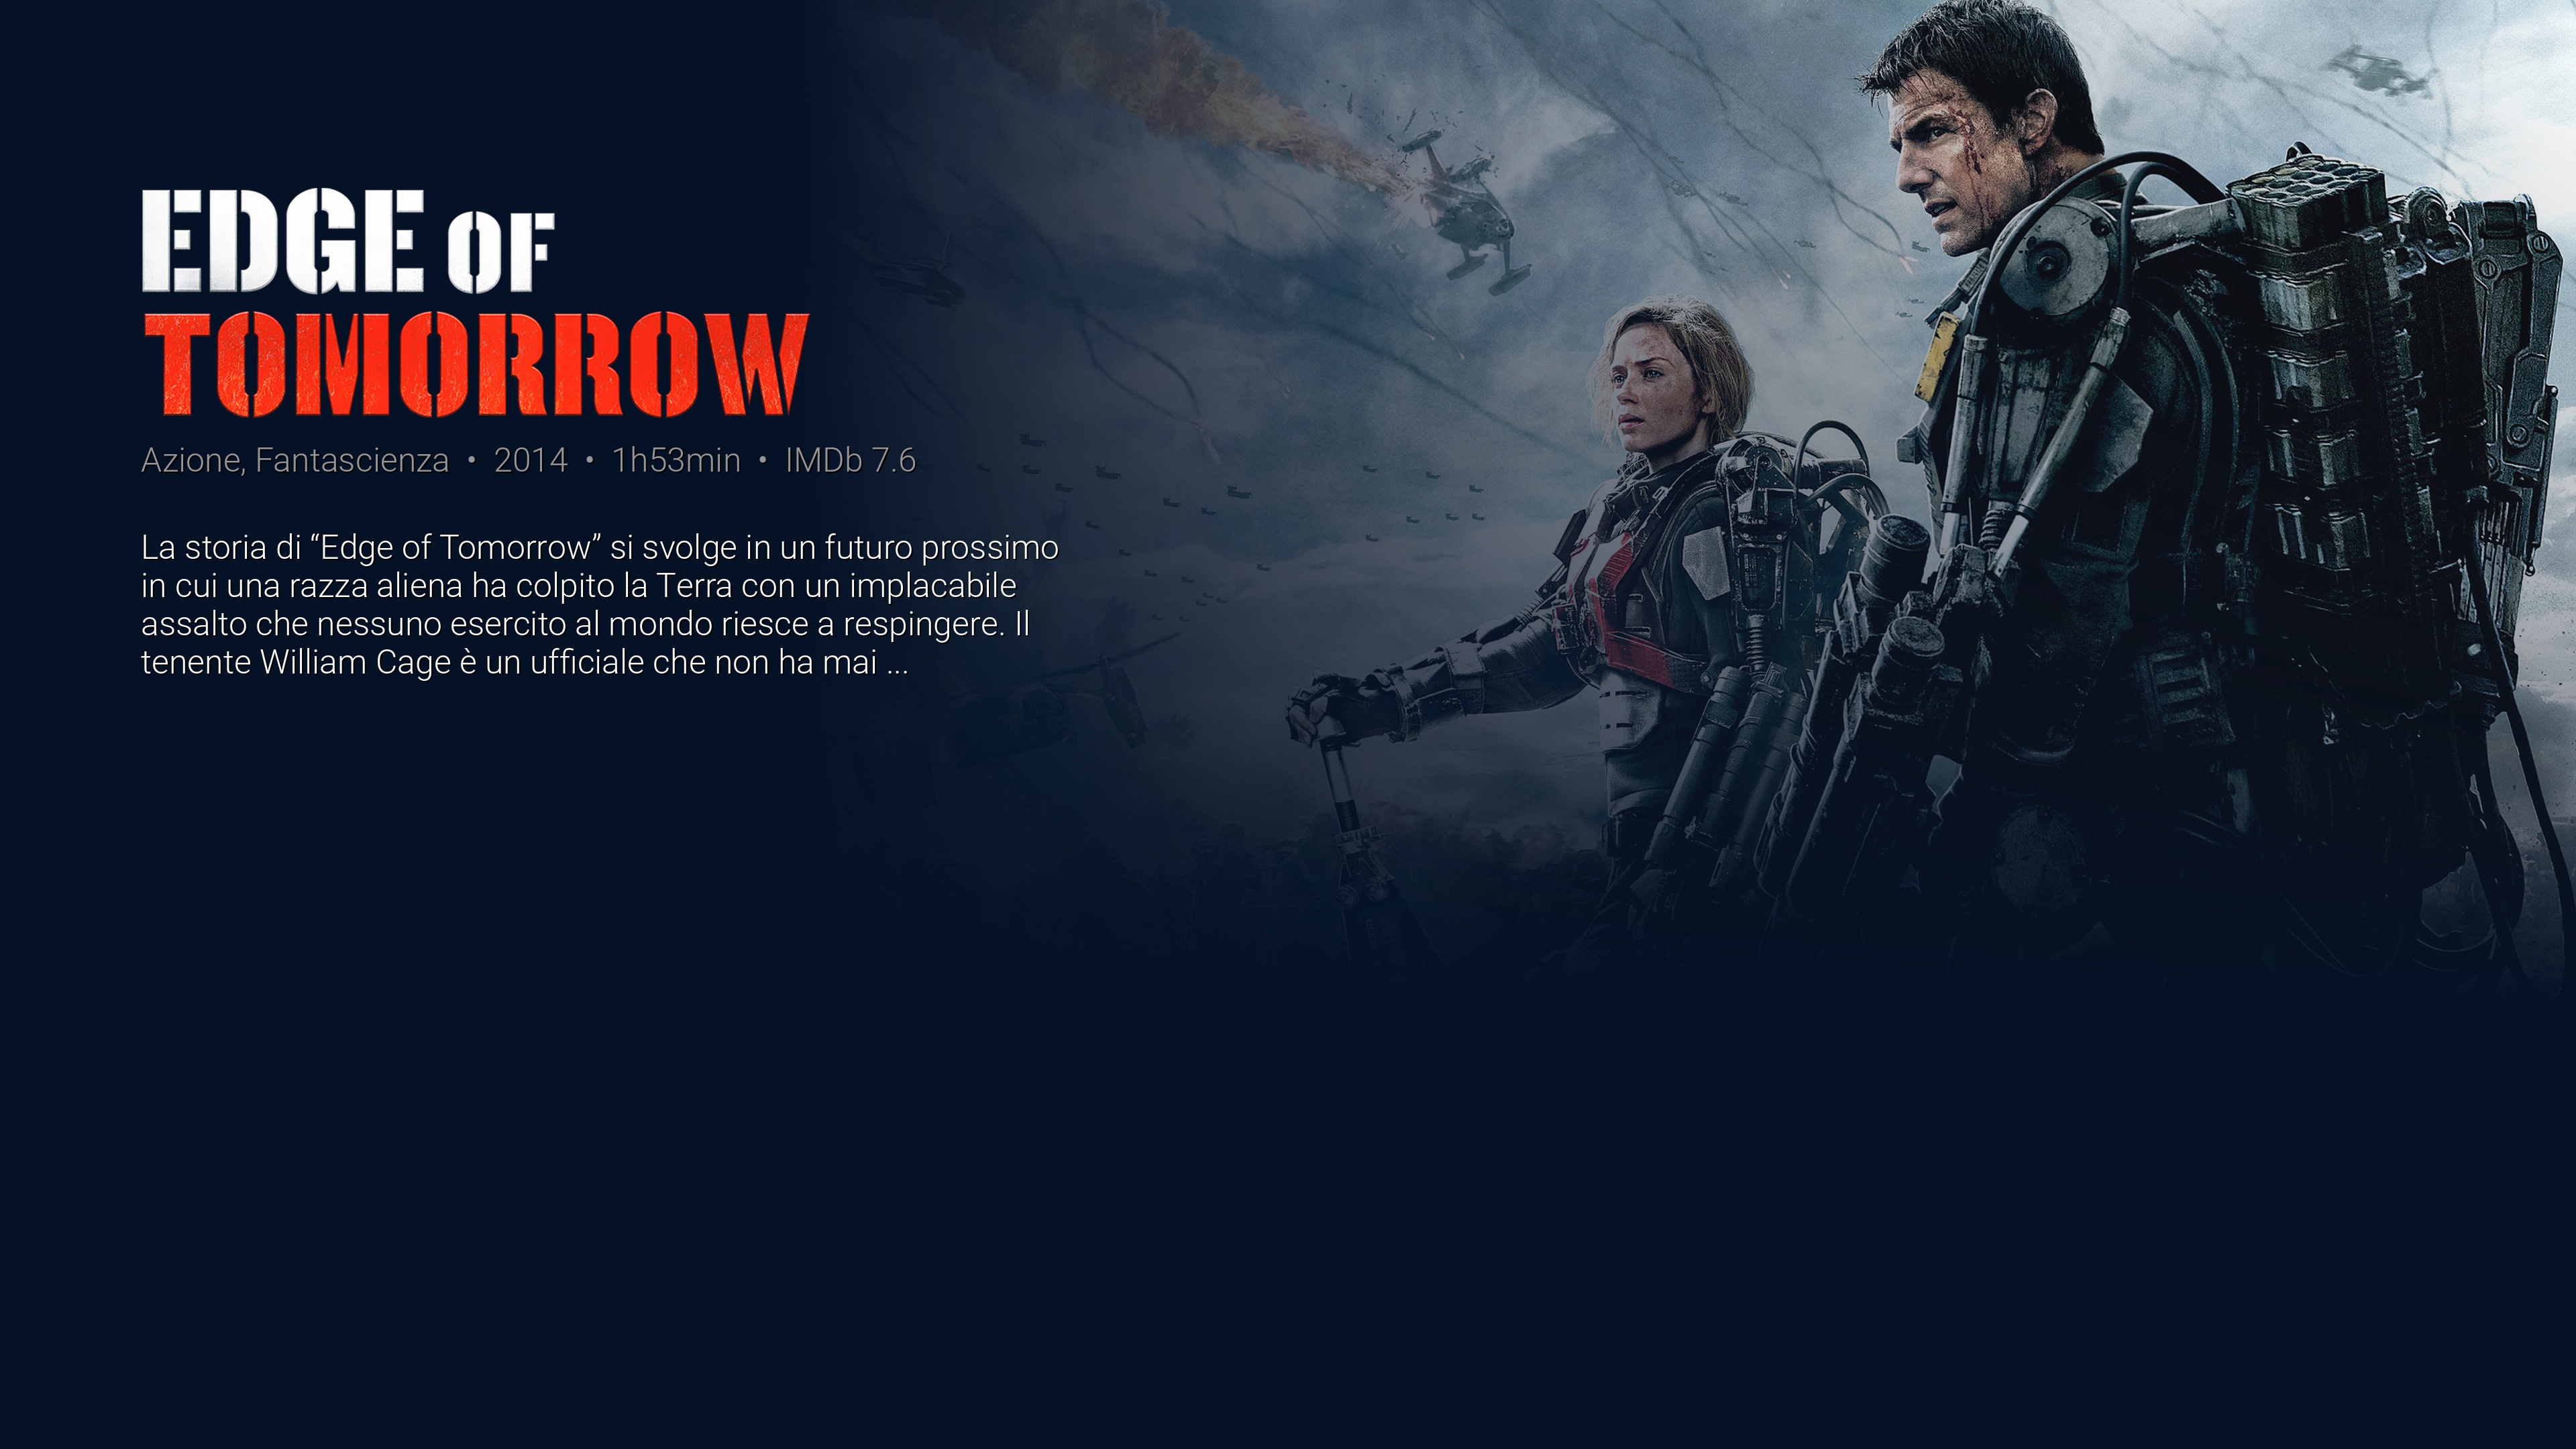 EDGE OF
TOMORROW
Azione, Fantascienza • 2014 • 1h53min • IMDb 7.6
La storia di “Edge of Tomorrow” si svolge in un futuro prossimo
in cui una razza aliena ha colpito la Terra con un implacabile
assalto che nessuno esercito al mondo riesce a respingere. Il
tenente William Cage è un ufficiale che non ha mai ...